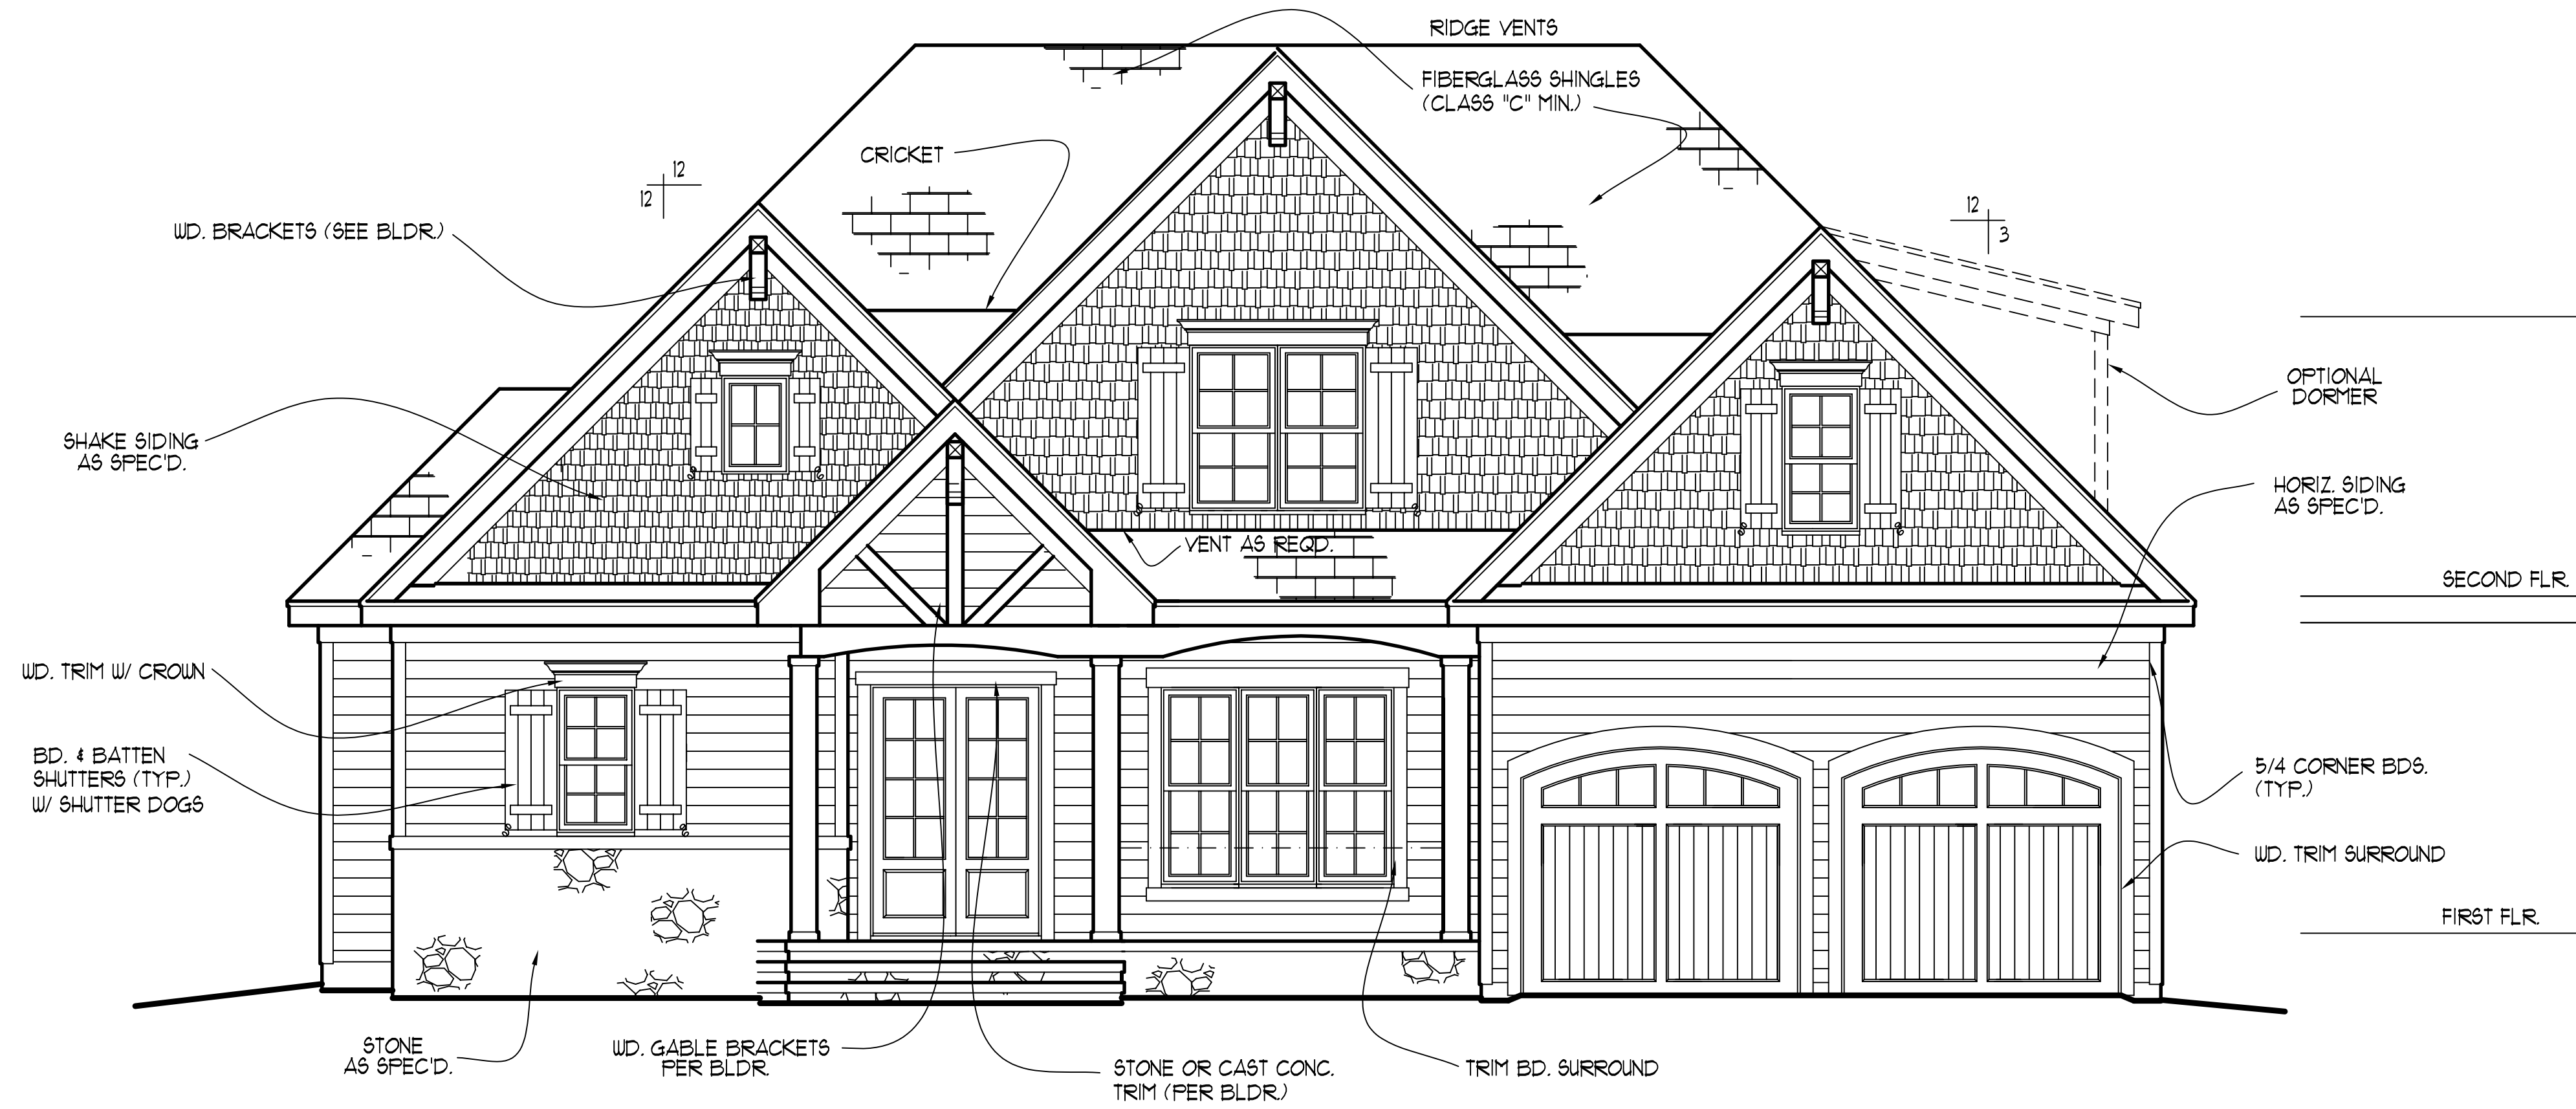 RIDGE VENTS
FIBERGLASS SHINGLES
(CLASS "C" MIN.)
CRICKET
12
12
WD. BRACKETS (SEE BLDR.)
12
3
OPTIONAL
DORMER
SHAKE SIDING
AS SPEC'D.
HORIZ. SIDING
AS SPEC'D.
VENT AS REQD.
SECOND FLR.
WD. TRIM W/ CROWN
BD. & BATTEN
SHUTTERS (TYP.)
W/ SHUTTER DOGS
5/4 CORNER BDS.
(TYP.)
WD. TRIM SURROUND
FIRST FLR.
STONE
AS SPEC'D.
WD. GABLE BRACKETS
PER BLDR.
STONE OR CAST CONC.
TRIM (PER BLDR.)
TRIM BD. SURROUND